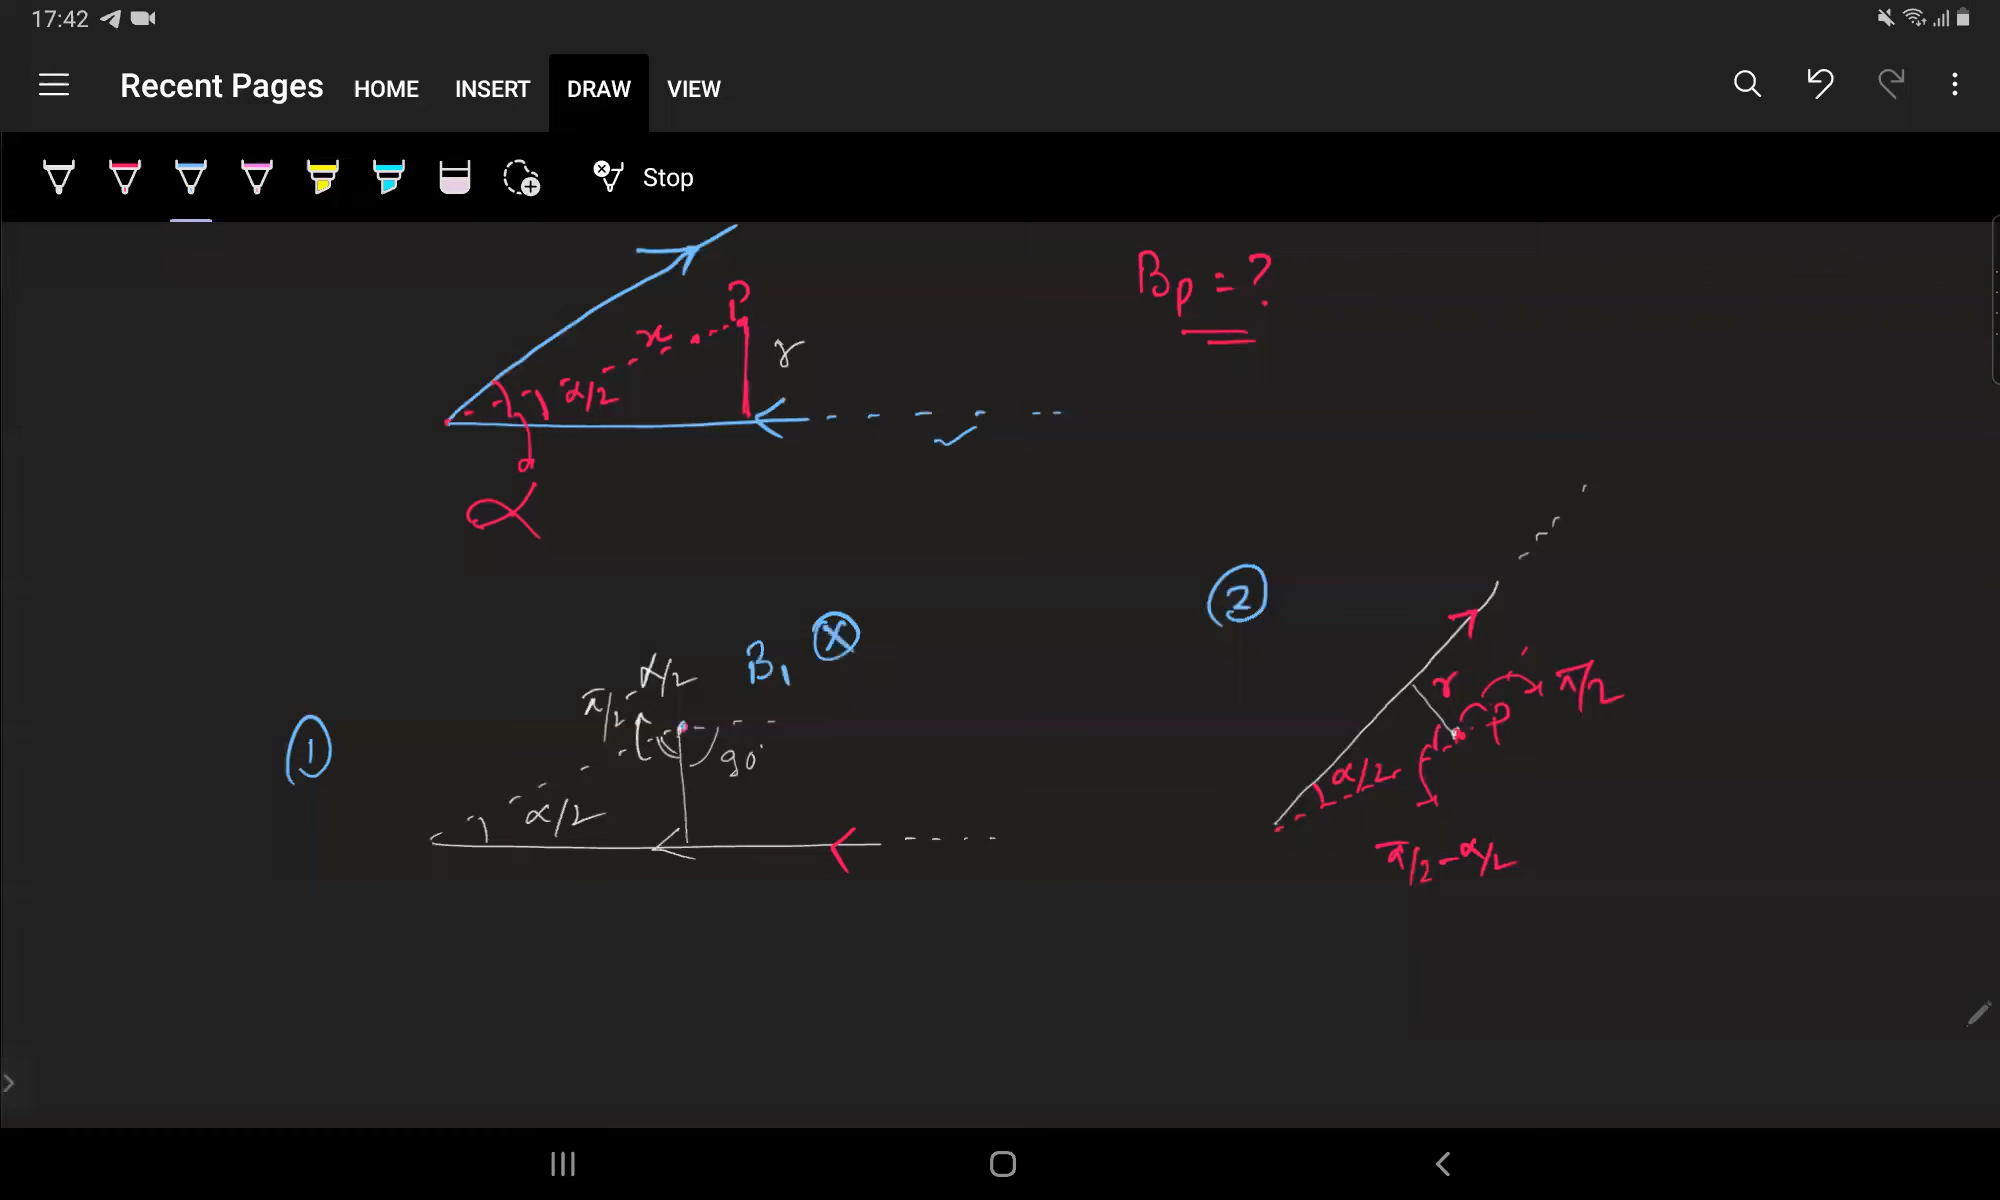 17:42
Recent Pages HOME INSERT DRAW VIEW
Stop
B_P = ?
P
x
r
α/2
α
2
α/2
B₁
π/2 -
r
π/2
P
1
90°
α/2
α/2
π/2 - α/2